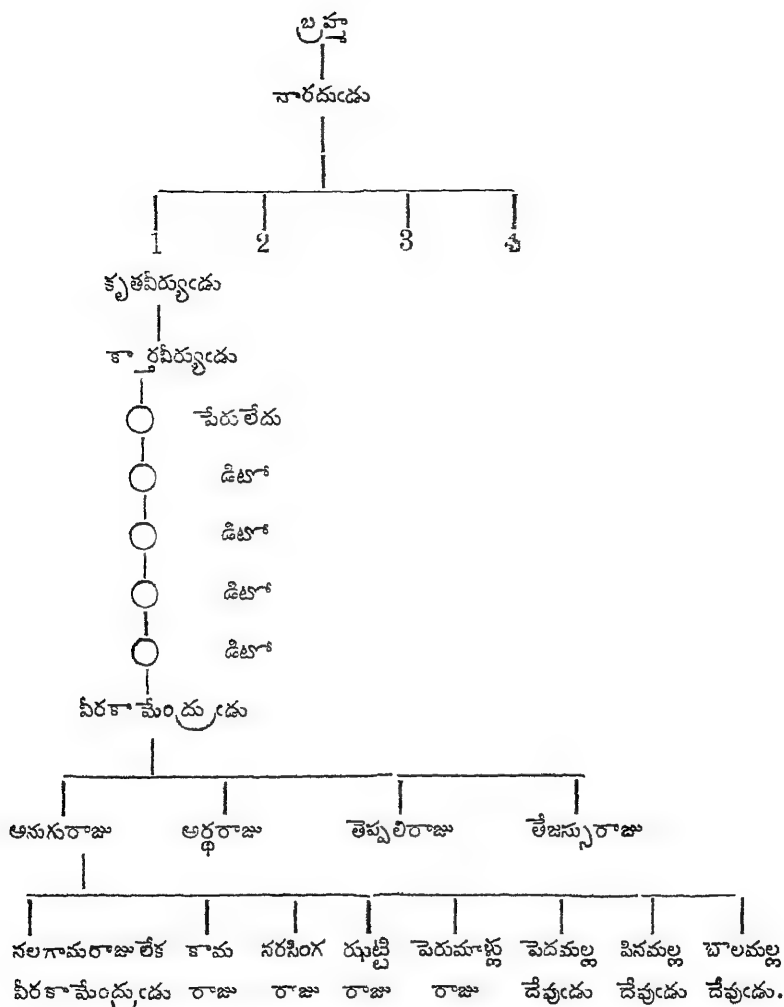 బ్రహ్మ
నారదుఁడు
1 2 3 4
కృతవీర్యుఁడు
కార్తవీర్యుఁడు
పేరులేదు
డిటో
డిటో
డిటో
డిటో
వీరకామేంద్రుఁడు
అనుగురాజు అర్థరాజు తెప్పలిరాజు తేజస్సురాజు
నలగామరాజులేక కామ నరసింగ ఝట్టి పెరుమాళ్లు పెదమల్ల పినమల్ల బాలమల్ల
వీరకామేంద్రుఁడు రాజు రాజు రాజు రాజు దేవుఁడు దేవుఁడు దేవుఁడు.